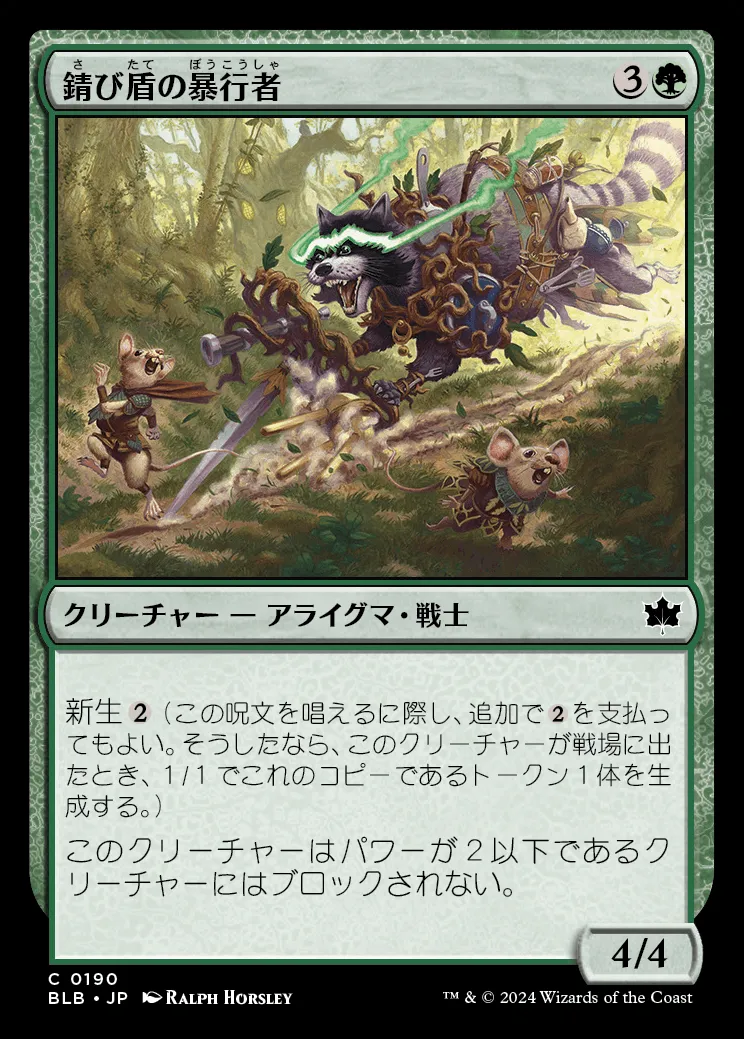 さ たて ぼうこうしゃ
錆び盾の暴行者
3
クリーチャー — アライグマ・戦士
新生 2（この呪文を唱えるに際し、追加で 2 を支払っ
てもよい。そうしたなら、このクリーチャーが戦場に出
たとき、1/1 でこれのコピーであるトークン１体を生
成する。）
このクリーチャーはパワーが２以下であるク
リーチャーにはブロックされない。
4/4
C 0190
BLB • JP Ralph Horsley
™ & © 2024 Wizards of the Coast